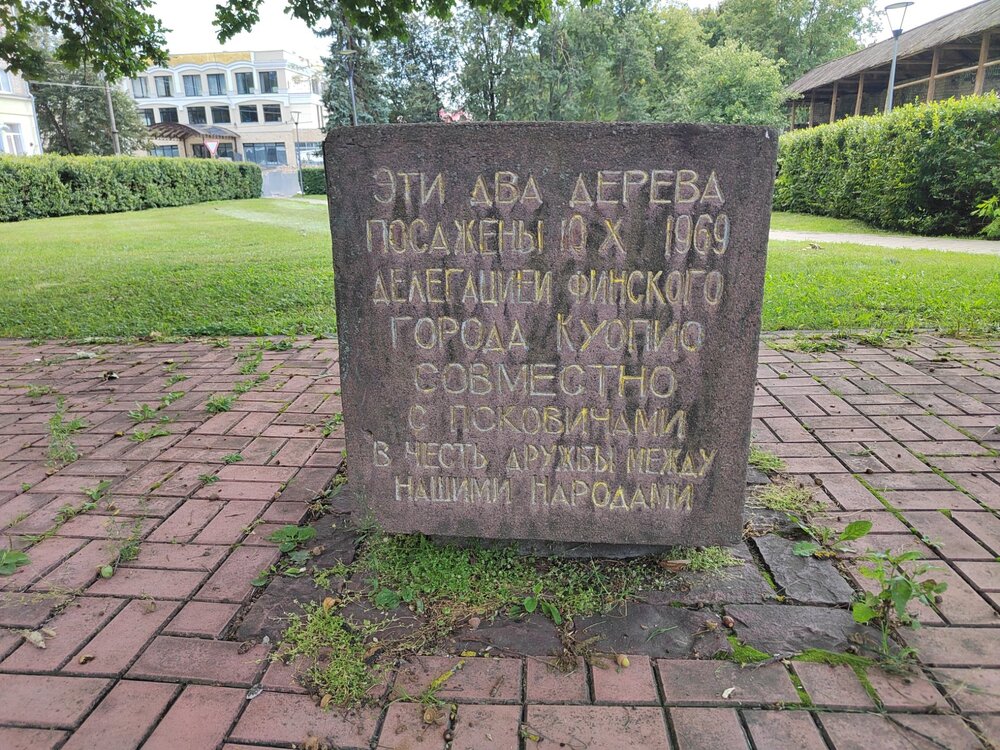 ЭТИ ДВА ДЕРЕВА
ПОСАЖЕНЫ 10 X 1969
ДЕЛЕГАЦИЕЙ ФИНСКОГО
ГОРОДА КУОПИО
СОВМЕСТНО
С ПСКОВИЧАМИ
В ЧЕСТЬ ДРУЖБЫ МЕЖДУ
НАШИМИ НАРОДАМИ